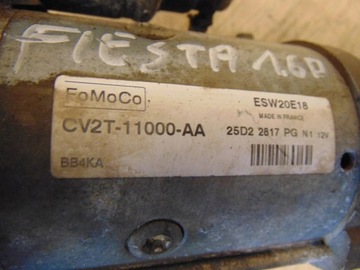 FIESTA 1.6P
FoMoCo
ESW20E18
MADE IN FRANCE
CV2T-11000-AA
25D2 2817 PG N1 12V
BB4KA